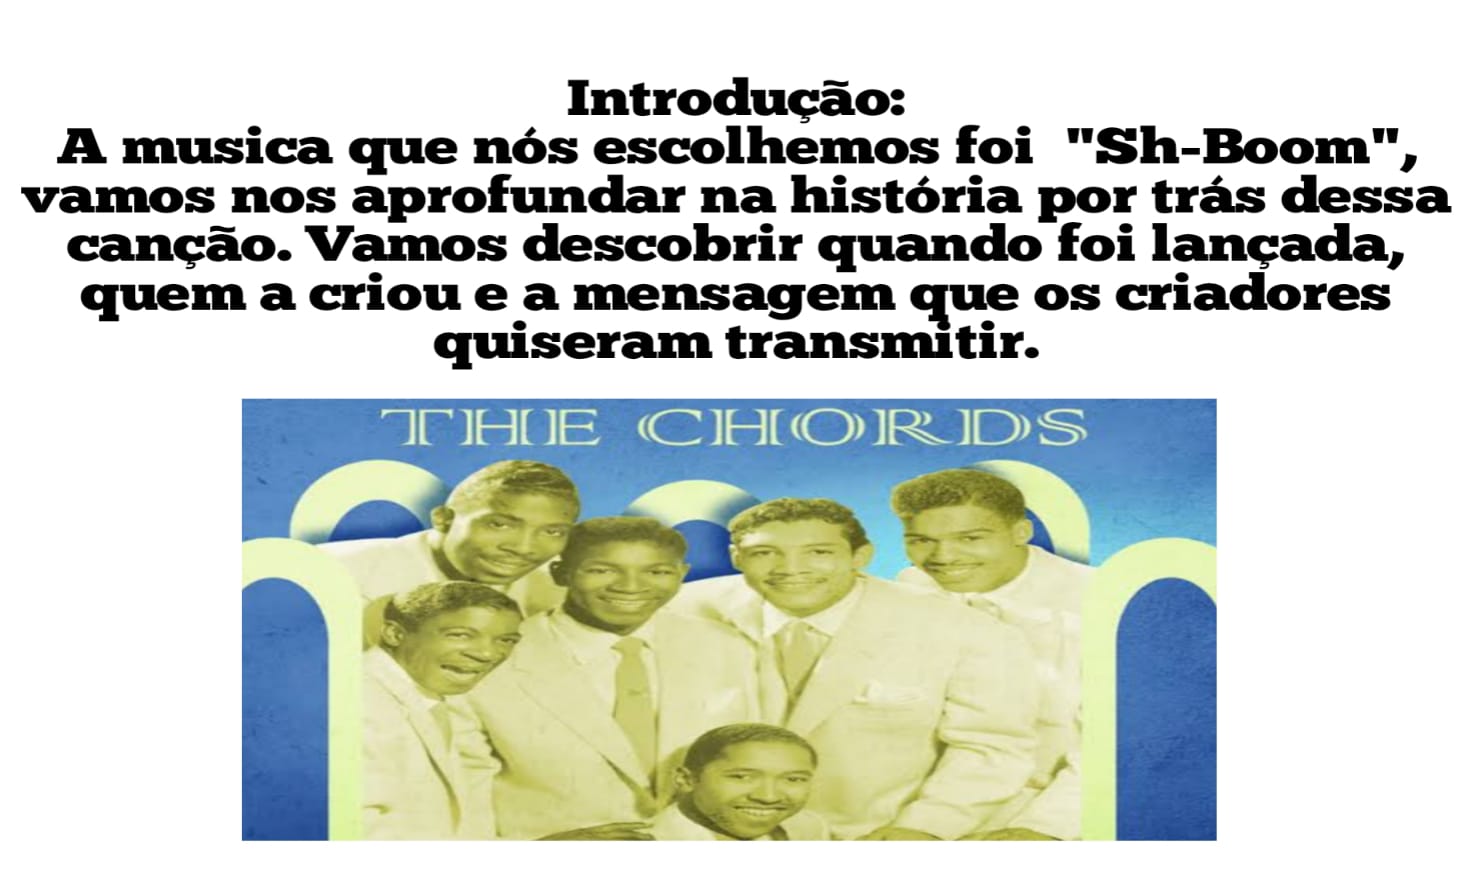 Introdução:
A musica que nós escolhemos foi "Sh-Boom",
vamos nos aprofundar na história por trás dessa
canção. Vamos descobrir quando foi lançada,
quem a criou e a mensagem que os criadores
quiseram transmitir.
THE CHORDS